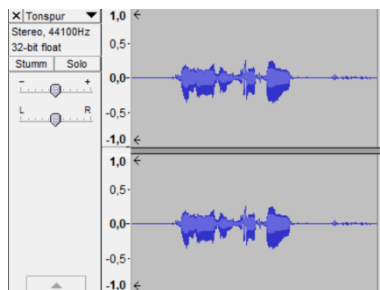 × Tonspur ▼
Stereo, 44100Hz
32-bit float
Stumm Solo
- +
L R
1,0
0,5-
0,0-
-0,5-
-1,0
1,0
0,5-
0,0-
-0,5-
-1,0